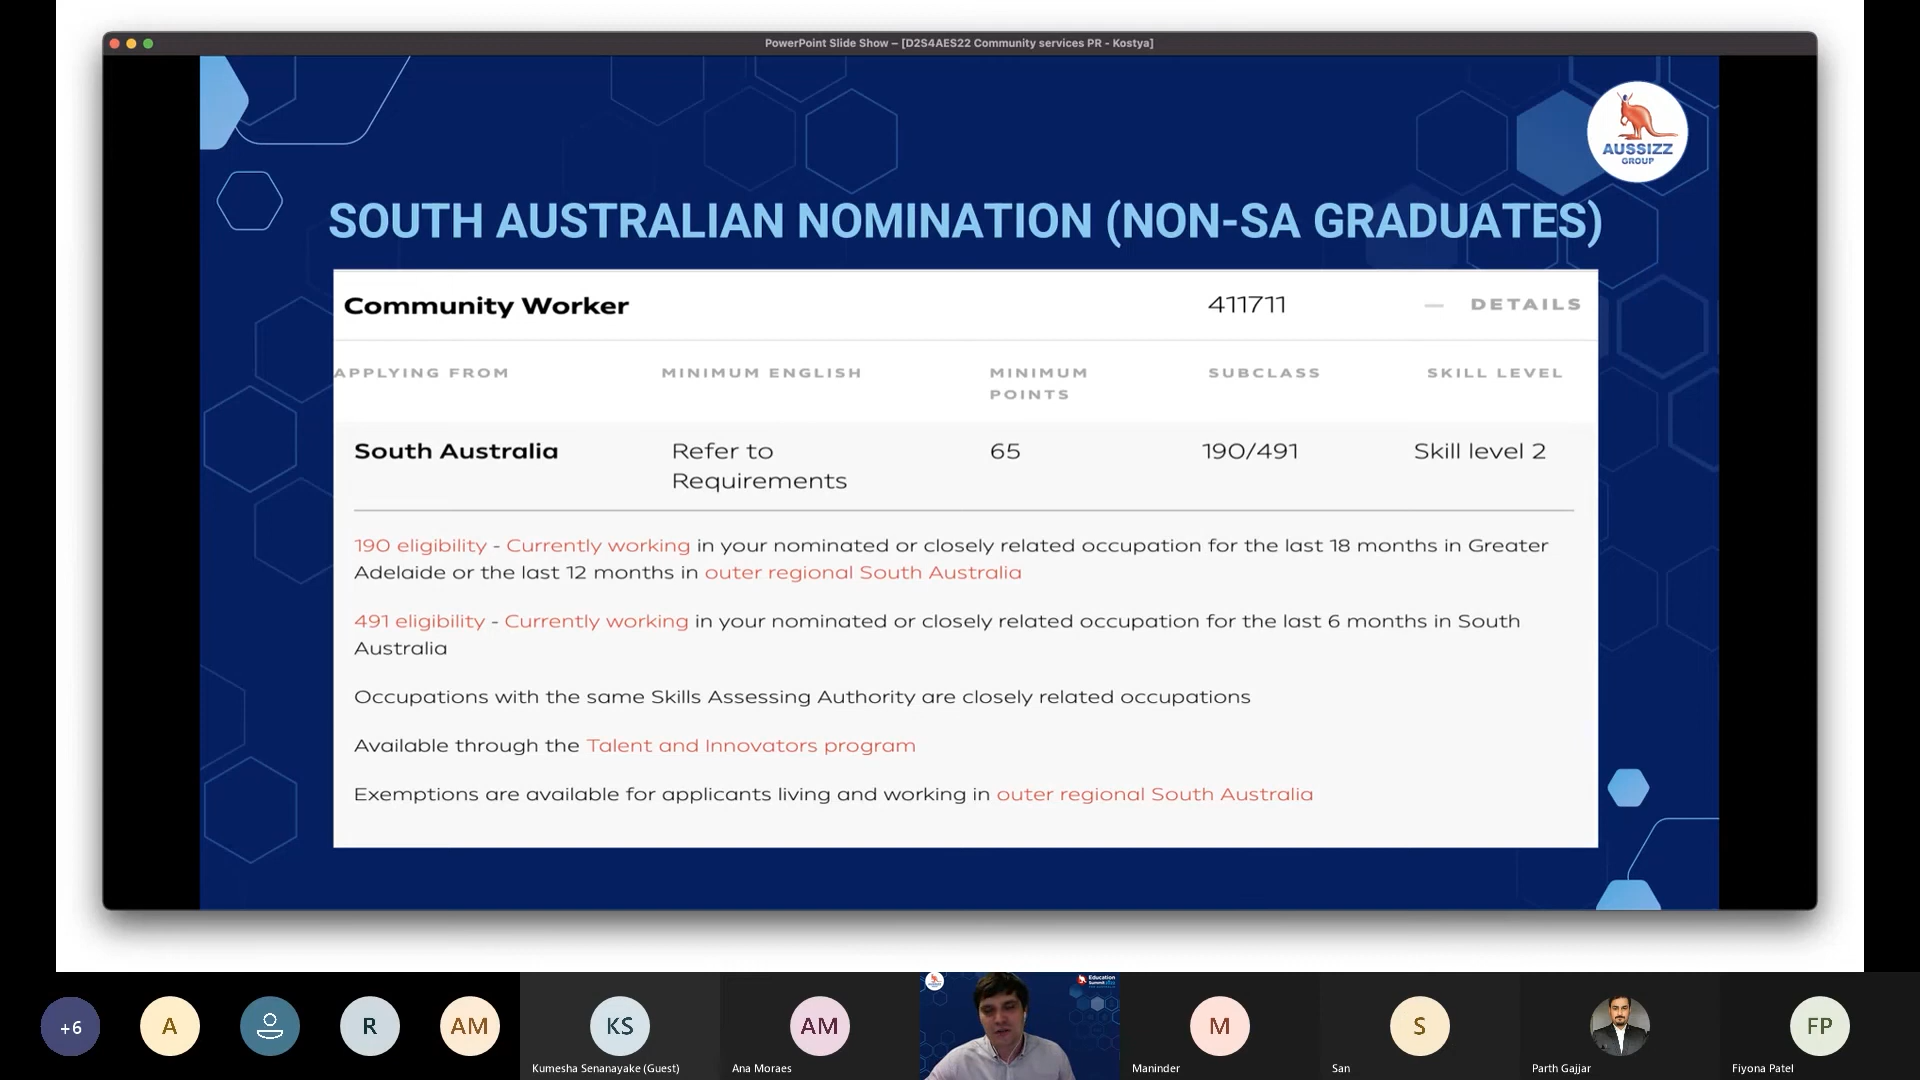 PowerPoint Slide Show – [D2S4AES22 Community services PR - Kostya]
AUSSIZZ
GROUP
SOUTH AUSTRALIAN NOMINATION (NON-SA GRADUATES)
Community Worker 411711 — DETAILS
APPLYING FROM MINIMUM ENGLISH MINIMUM POINTS SUBCLASS SKILL LEVEL
South Australia Refer to Requirements 65 190/491 Skill level 2
190 eligibility - Currently working in your nominated or closely related occupation for the last 18 months in Greater
Adelaide or the last 12 months in outer regional South Australia
491 eligibility - Currently working in your nominated or closely related occupation for the last 6 months in South
Australia
Occupations with the same Skills Assessing Authority are closely related occupations
Available through the Talent and Innovators program
Exemptions are available for applicants living and working in outer regional South Australia
+6
A
R
AM
KS
Kumesha Senanayake (Guest)
AM
Ana Moraes
Education
M
Maninder
S
San
Parth Gajjar
FP
Fiyona Patel